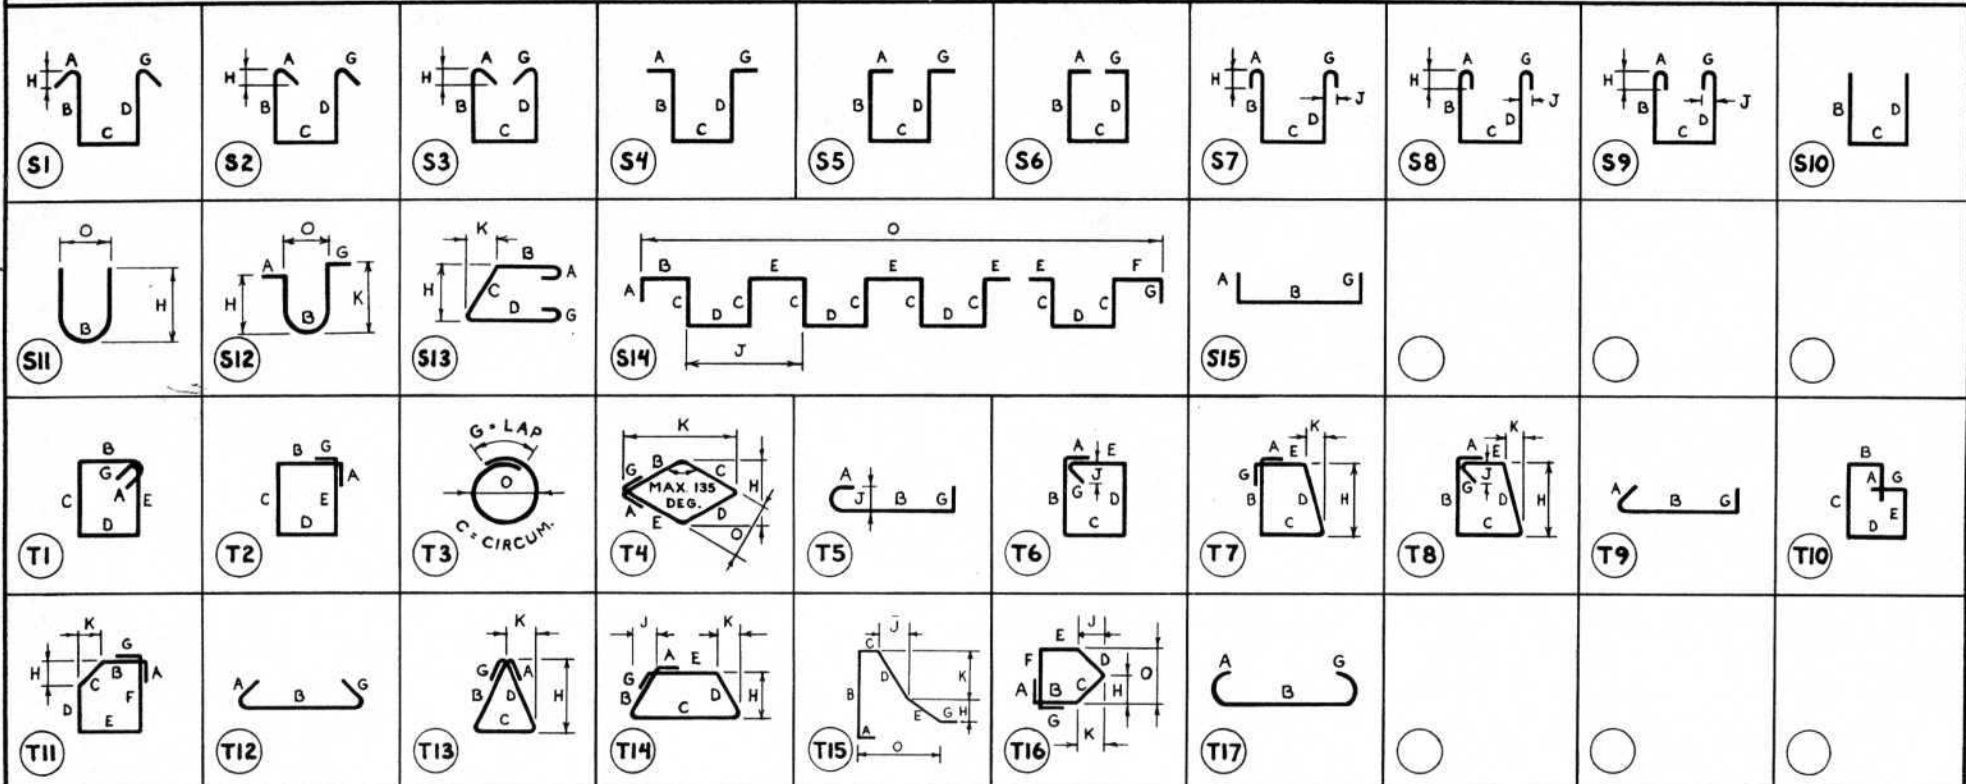 A G H B D C S1
A G H B D C S2
A G H B D C S3
A G B D C S4
A G B D C S5
A G B D C S6
A G H B J D C S7
A G H B J D C S8
A G H B J D C S9
B D C S10
O H B S11
O A G H K B S12
K B A H C D G S13
O
B E E E E F
A C C C C C C C G
D D D D
J
S14
A G B S15
B G A C E D T1
B G A C E D T2
G = LAP
O
C = CIRCUM.
T3
K G B C H
MAX. 135
DEG.
A E D O T4
A J B G T5
A E J G B D C T6
K A E G B D H C T7
K A E J G B D H C T8
A B G T9
B A G C E D T10
K G H B A C D F E T11
A B G T12
K G A B D H C T13
J K A E G B D H C T14
J C D K B E G H A O T15
J E F D O A B C H G K T16
A G B T17